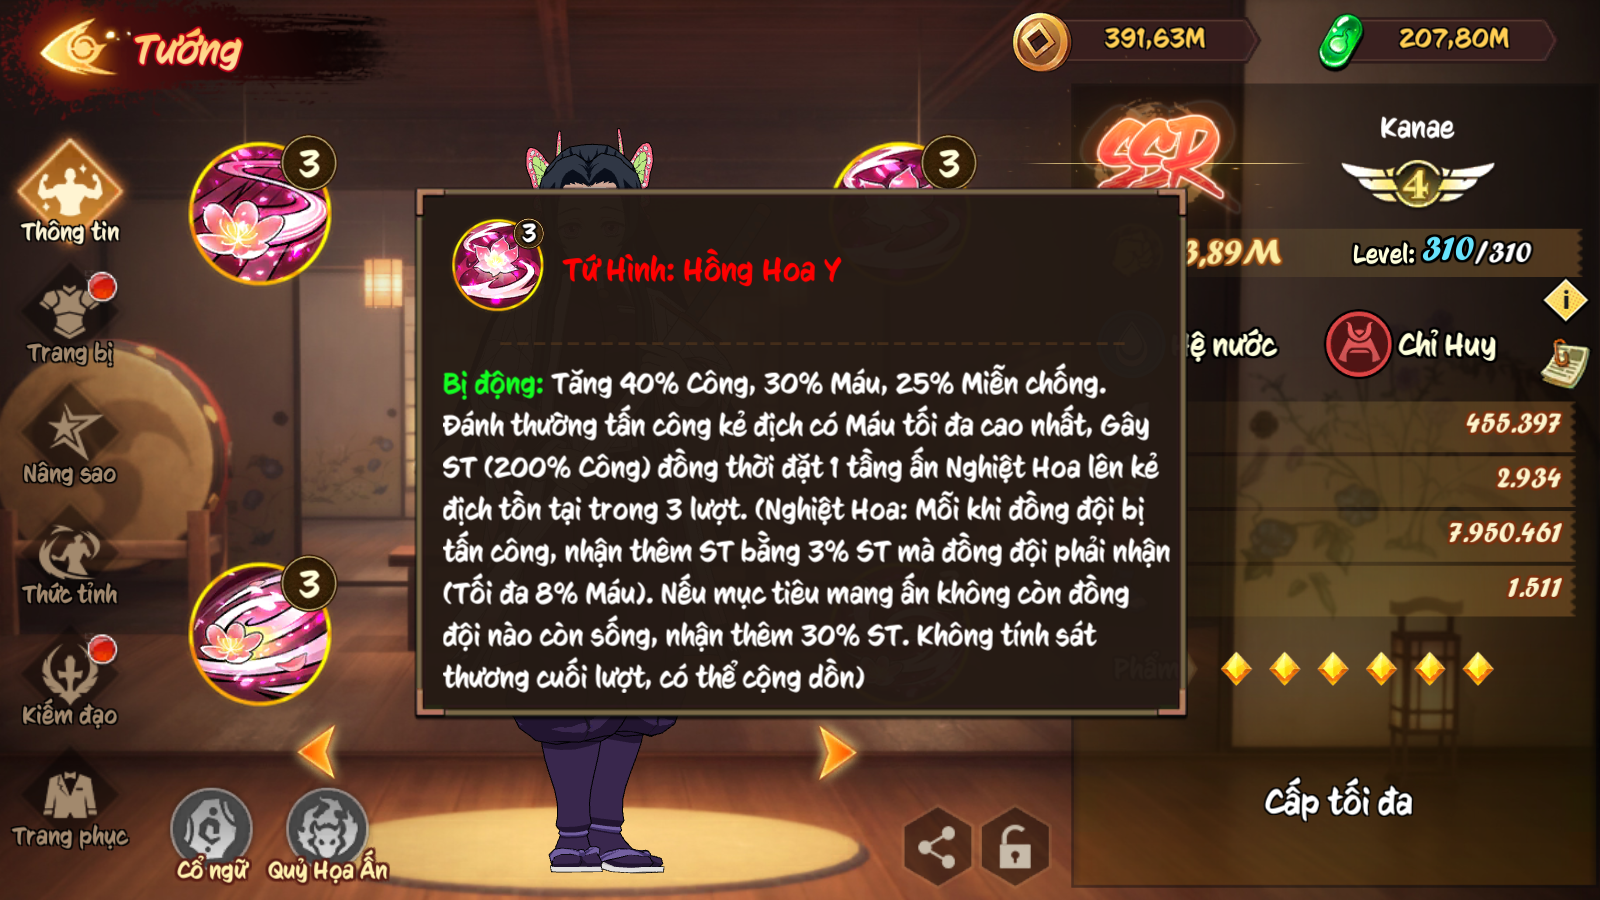 Tướng
391,63M
207,80M
Thông tin
Trang bị
Nâng sao
Thức tỉnh
Kiếm đạo
Trang phục
3
3
3
SSR
Kanae
4
3,89M
Level: 310/310
ệ nước
Chỉ Huy
i
455.397
2.934
7.950.461
1.511
Phẩm
3
Tứ Hình: Hồng Hoa Y
Bị động: Tăng 40% Công, 30% Máu, 25% Miễn chống.
Đánh thường tấn công kẻ địch có Máu tối đa cao nhất, Gây
ST (200% Công) đồng thời đặt 1 tầng ấn Nghiệt Hoa lên kẻ
địch tồn tại trong 3 lượt. (Nghiệt Hoa: Mỗi khi đồng đội bị
tấn công, nhận thêm ST bằng 3% ST mà đồng đội phải nhận
(Tối đa 8% Máu). Nếu mục tiêu mang ấn không còn đồng
đội nào còn sống, nhận thêm 30% ST. Không tính sát
thương cuối lượt, có thể cộng dồn)
Cổ ngữ
Quỷ Họa Ấn
Cấp tối đa